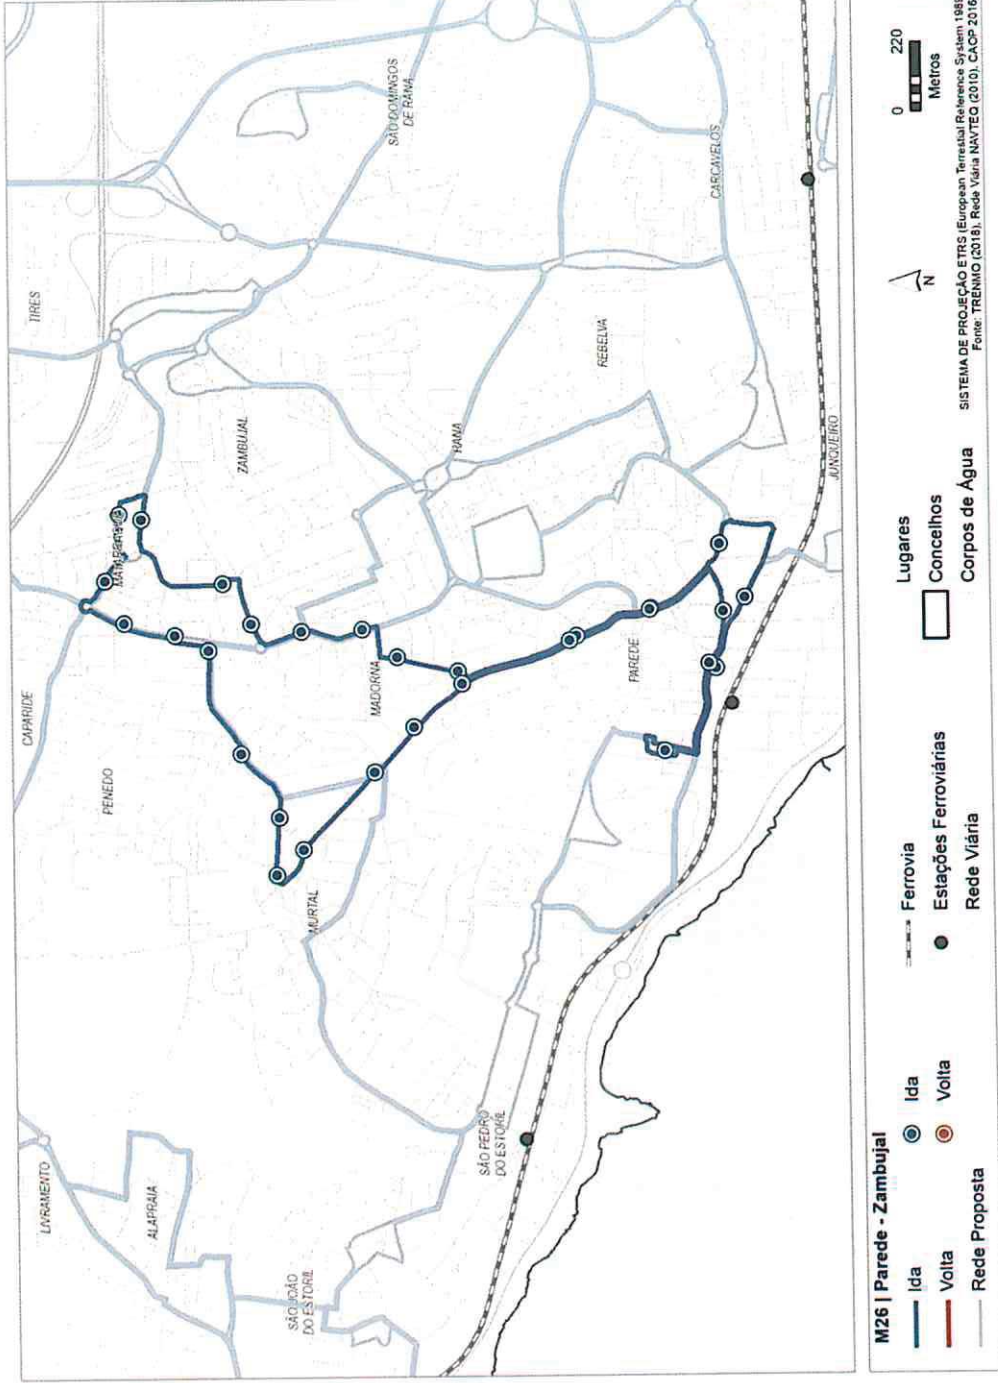 LIVRAMENTO
ALAPRAIA
SÃO JOÃO
DO ESTORIL
SÃO PEDRO
DO ESTORIL
CAPARIDE
PENEDO
MURTAL
MADORNA
PAREDE
TIRES
ZAMBUJAL
RANA
REBELVA
JUNQUEIRO
SÃO DOMINGOS
DE RANA
CARCAVELOS
M26 | Parede - Zambujal
Ida
Volta
Rede Proposta
Ida
Volta
Ferrovia
Estações Ferroviárias
Rede Viária
Lugares
Concelhos
Corpos de Água
N
0 220
Metros
SISTEMA DE PROJEÇÃO ETRS (European Terrestial Reference System 1989
Fonte: TRENMO (2018), Rede Viária NAVTEQ (2010), CAOP 2016